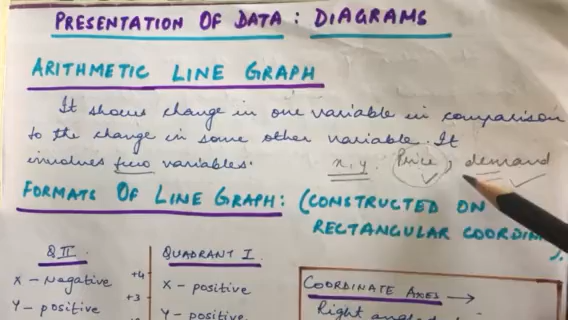 PRESENTATION OF DATA : DIAGRAMS
ARITHMETIC LINE GRAPH
It shows change in one variable in comparison
to the change in some other variable. It
involves two variables. x, y. Price, demand
FORMATS OF LINE GRAPH: (CONSTRUCTED ON
RECTANGULAR
Q II.
X - Negative
Y - positive
+4
+3
QUADRANT I.
X - positive
Y - positive
COORDINATE AXES →
Right